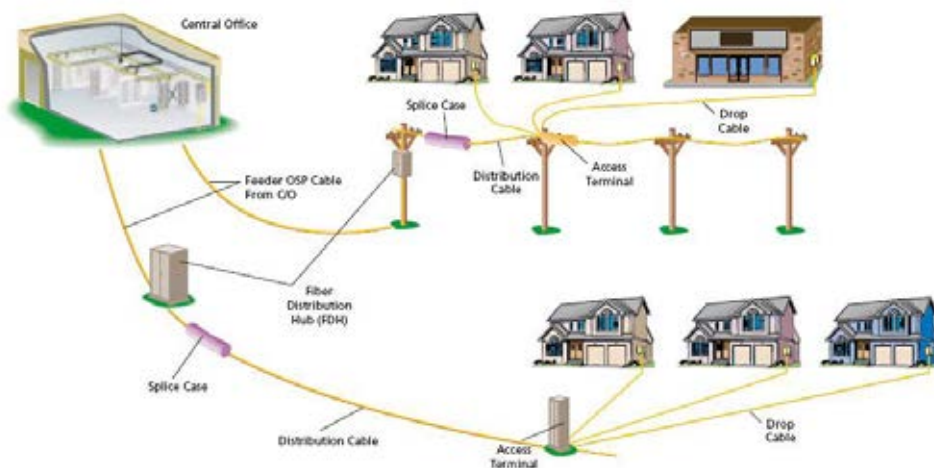 Central Office
Splice Case
Drop
Cable
Distribution
Cable
Access
Terminal
Feeder OSP Cable
From C/O
Fiber
Distribution
Hub (FDH)
Splice Case
Distribution Cable
Access
Terminal
Drop
Cable